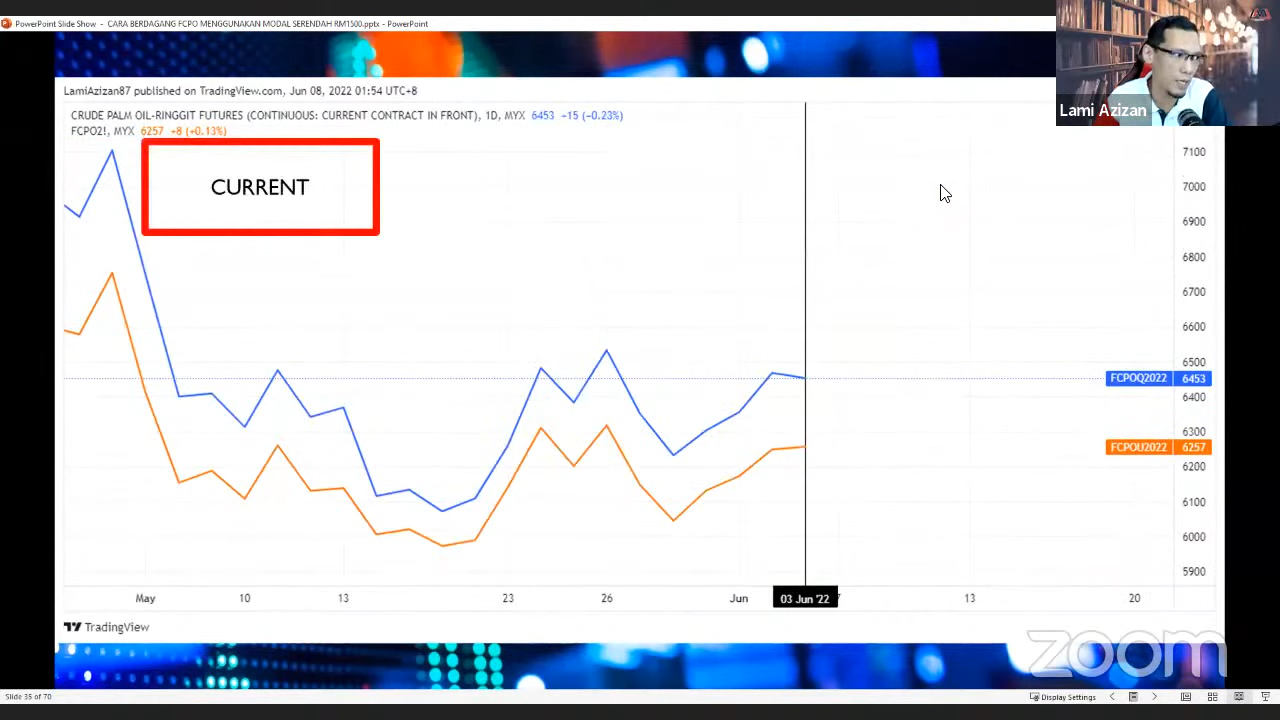 PowerPoint Slide Show - CARA BERDAGANG FCPO MENGGUNAKAN MODAL SERENDAH RM1500.pptx - PowerPoint
Lami Azizan
LamiAzizan87 published on TradingView.com, Jun 08, 2022 01:54 UTC+8
CRUDE PALM OIL-RINGGIT FUTURES (CONTINUOUS: CURRENT CONTRACT IN FRONT), 1D, MYX 6453 −15 (−0.23%)
FCPO2!, MYX 6257 +8 (+0.13%)
CURRENT
7100
7000
6900
6800
6700
6600
6500
FCPOQ2022 6453
6400
6300
FCPOU2022 6257
6200
6100
6000
5900
May 10 13 23 26 Jun 03 Jun '22 13 20
TradingView
zoom
Slide 35 of 70
Display Settings